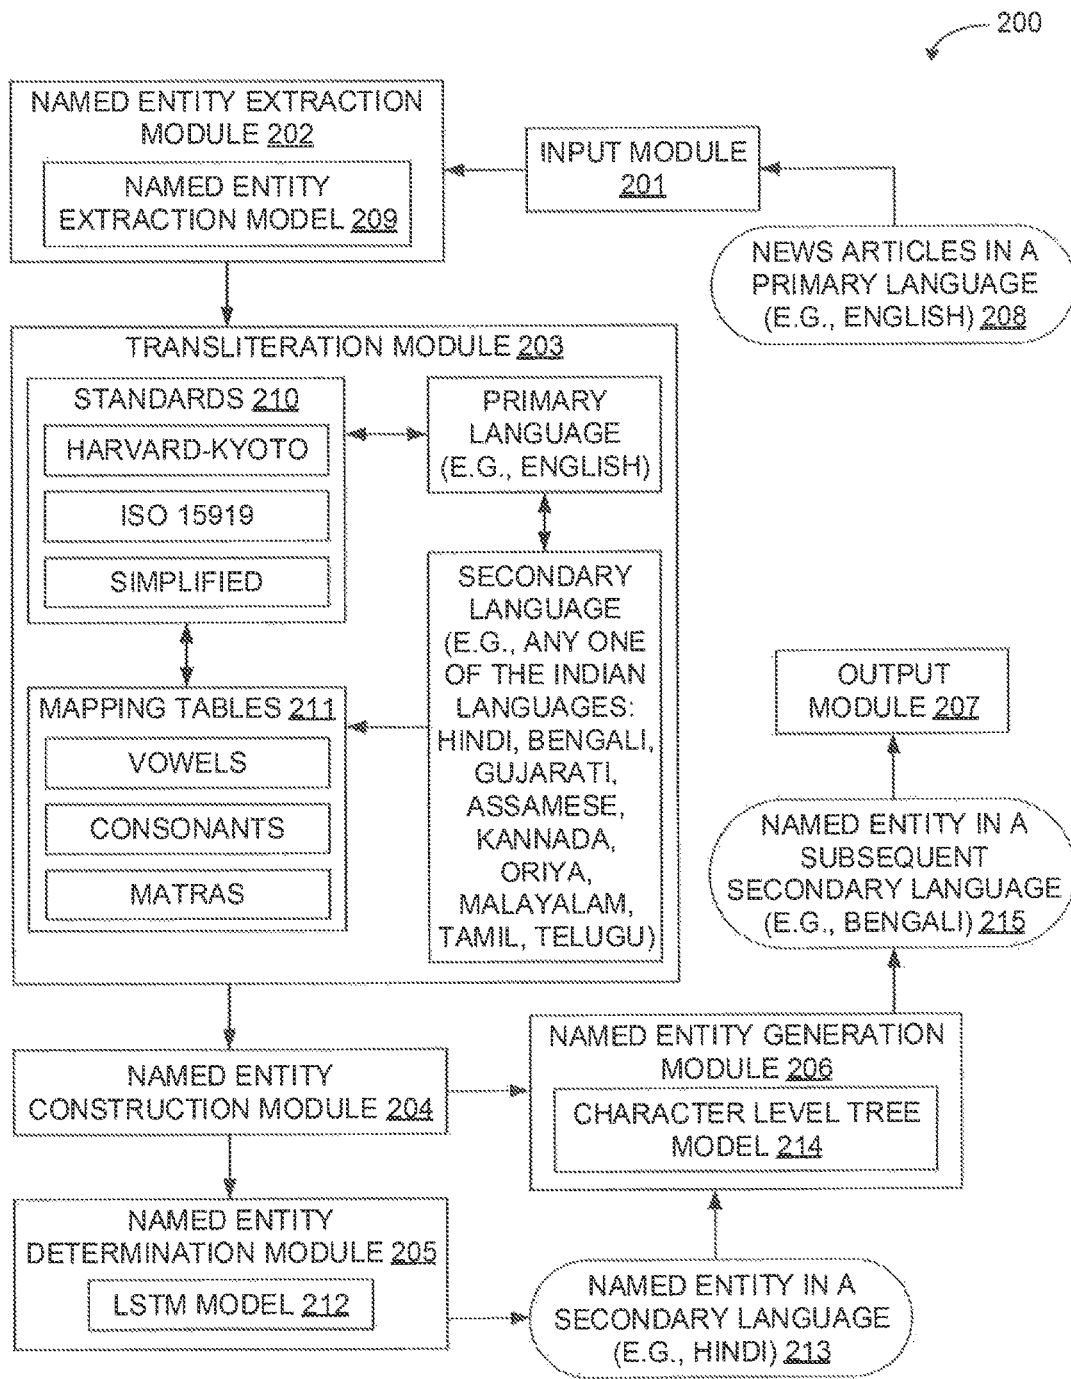 200
NAMED ENTITY EXTRACTION
MODULE 202
NAMED ENTITY
EXTRACTION MODEL 209
INPUT MODULE
201
NEWS ARTICLES IN A
PRIMARY LANGUAGE
(E.G., ENGLISH) 208
TRANSLITERATION MODULE 203
STANDARDS 210
HARVARD-KYOTO
ISO 15919
SIMPLIFIED
PRIMARY
LANGUAGE
(E.G., ENGLISH)
MAPPING TABLES 211
VOWELS
CONSONANTS
MATRAS
SECONDARY
LANGUAGE
(E.G., ANY ONE
OF THE INDIAN
LANGUAGES:
HINDI, BENGALI,
GUJARATI,
ASSAMESE,
KANNADA,
ORIYA,
MALAYALAM,
TAMIL, TELUGU)
OUTPUT
MODULE 207
NAMED ENTITY IN A
SUBSEQUENT
SECONDARY LANGUAGE
(E.G., BENGALI) 215
NAMED ENTITY
CONSTRUCTION MODULE 204
NAMED ENTITY GENERATION
MODULE 206
CHARACTER LEVEL TREE
MODEL 214
NAMED ENTITY
DETERMINATION MODULE 205
LSTM MODEL 212
NAMED ENTITY IN A
SECONDARY LANGUAGE
(E.G., HINDI) 213